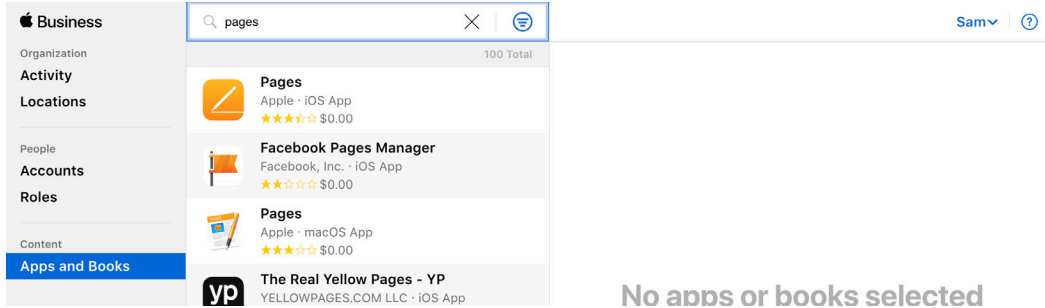 Business
Organization
Activity
Locations
People
Accounts
Roles
Content
Apps and Books
pages
100 Total
Pages
Apple · iOS App
$0.00
Facebook Pages Manager
Facebook, Inc. · iOS App
$0.00
Pages
Apple · macOS App
$0.00
yp
The Real Yellow Pages - YP
YELLOWPAGES.COM LLC · iOS App
Sam
?
No apps or books selected